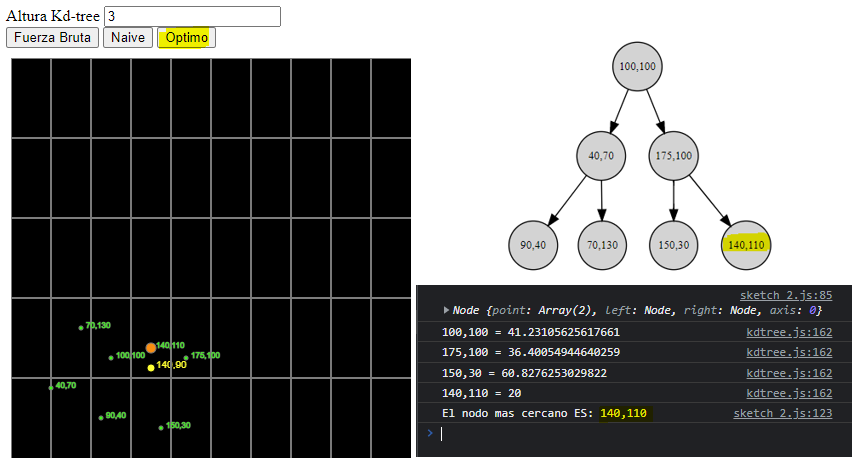 Altura Kd-tree 3
Fuerza Bruta Naive Optimo
70,130
140,110
100,100
175,100
140,90
40,70
90,40
150,30
100,100
40,70
175,100
90,40
70,130
150,30
140,110
sketch 2.js:85
Node {point: Array(2), left: Node, right: Node, axis: 0}
100,100 = 41.23105625617661 kdtree.js:162
175,100 = 36.40054944640259 kdtree.js:162
150,30 = 60.8276253029822 kdtree.js:162
140,110 = 20 kdtree.js:162
El nodo mas cercano ES: 140,110 sketch 2.js:123